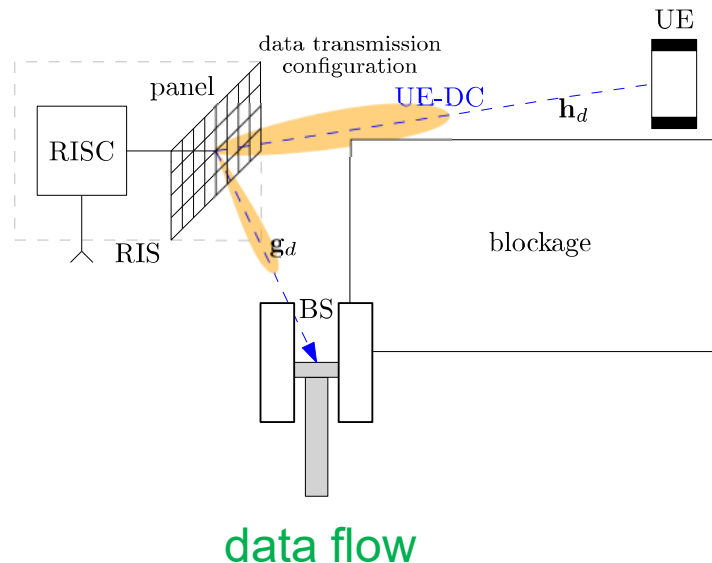 UE
data transmission
configuration
panel
UE-DC
h_d
RISC
g_d
RIS
blockage
BS
data flow